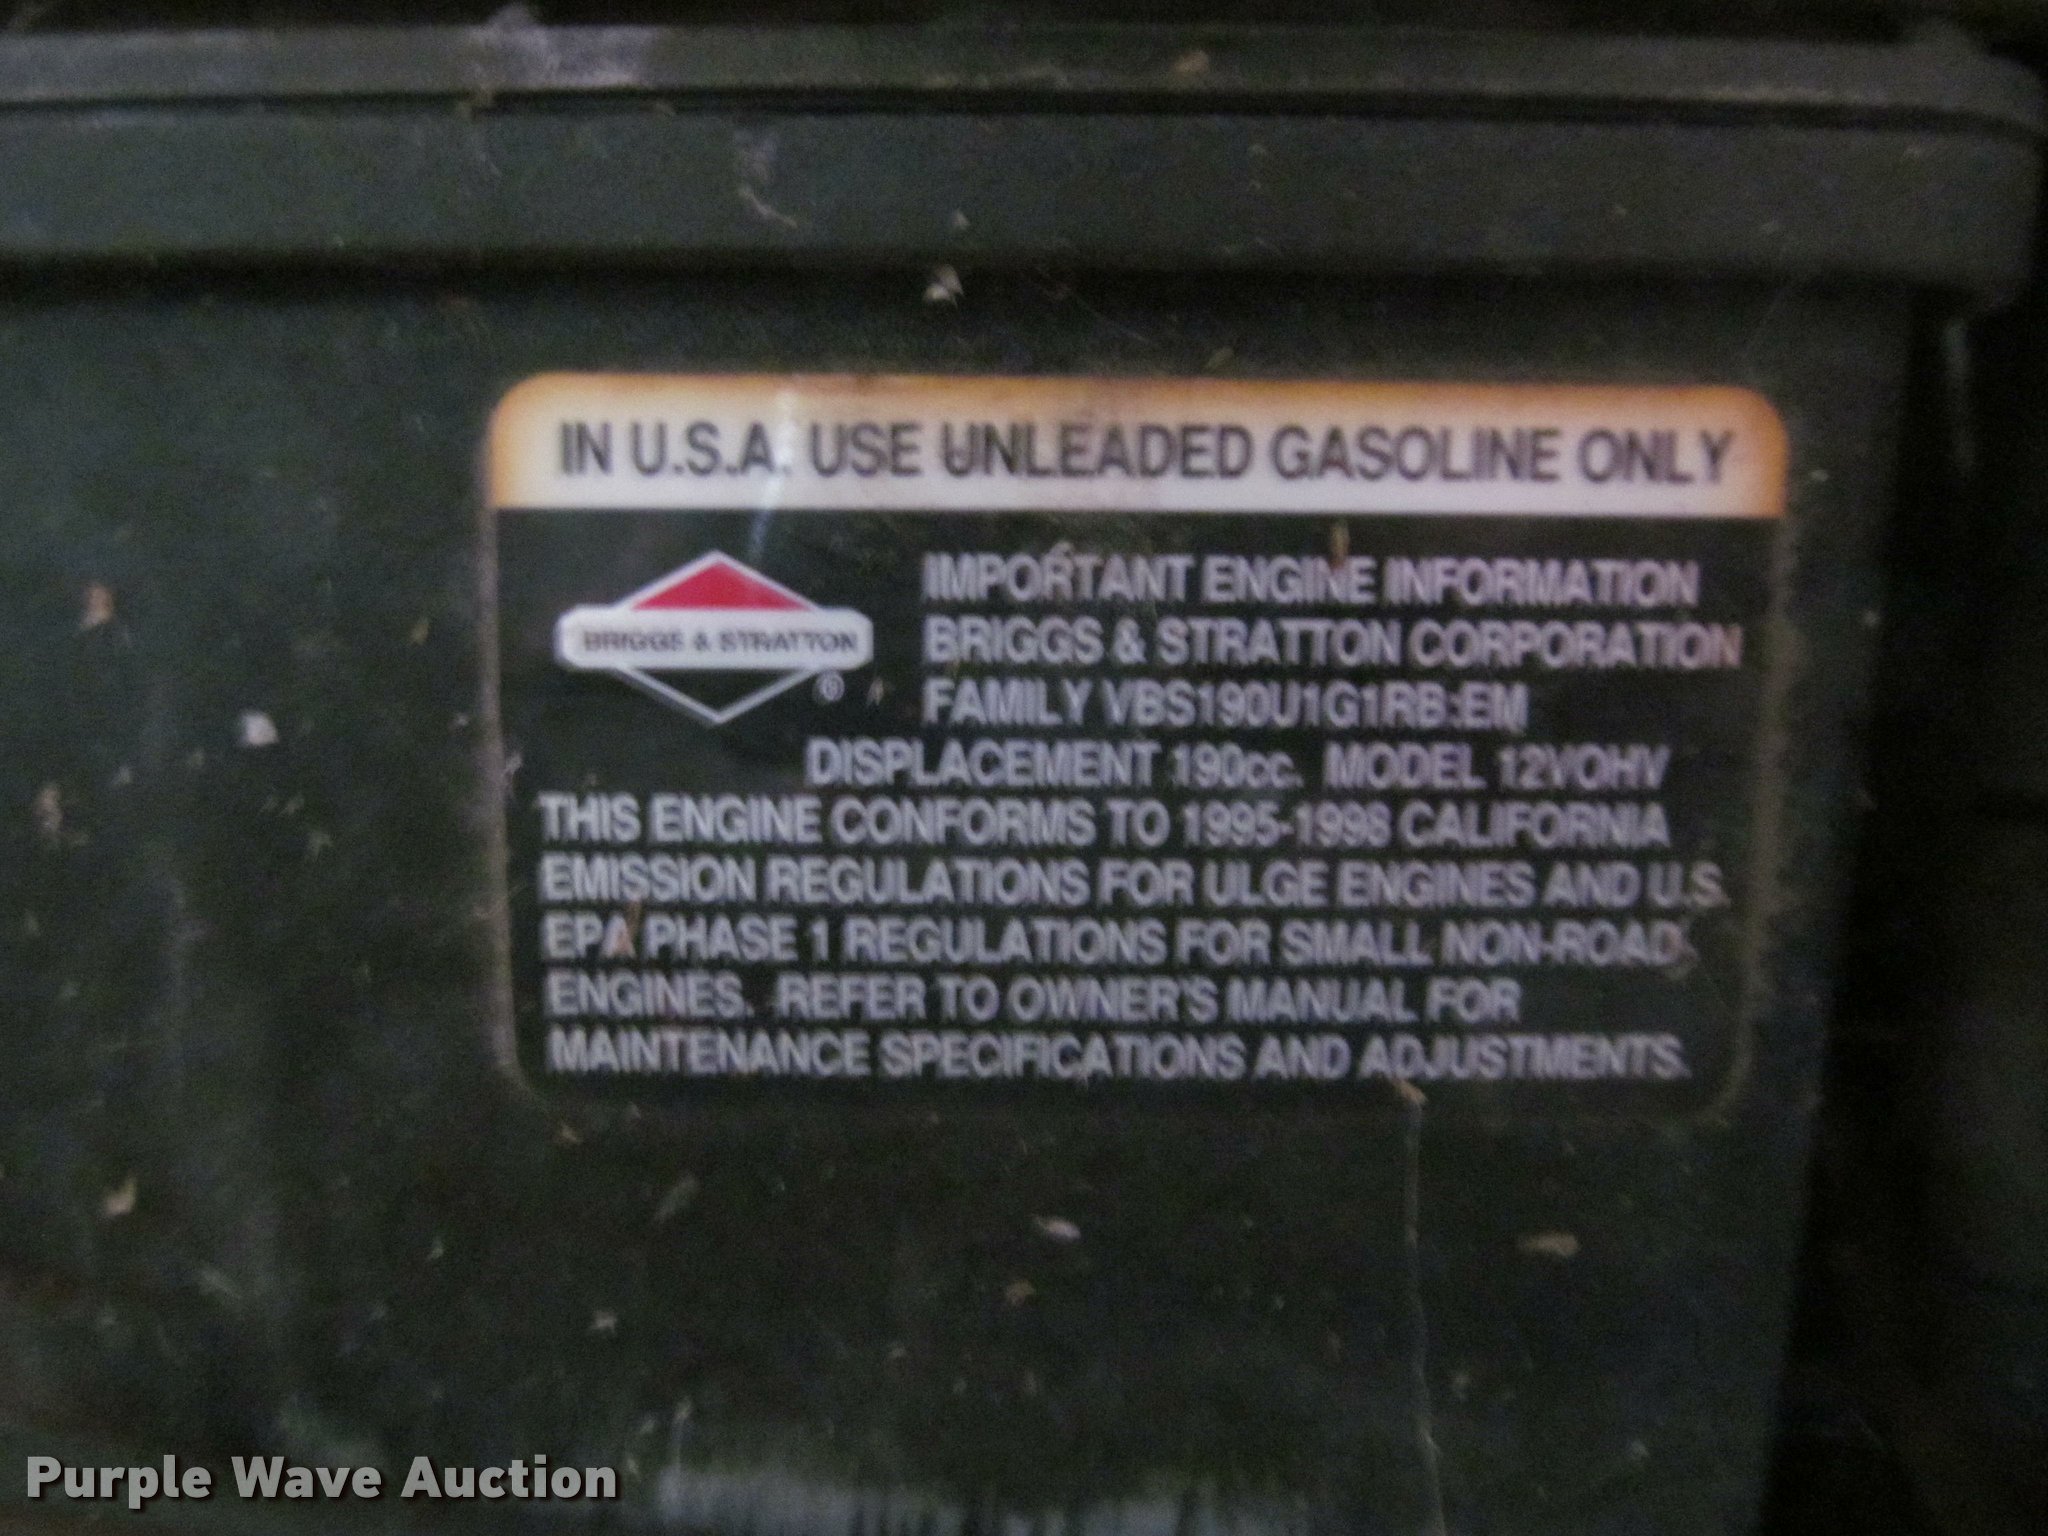 IN U.S.A. USE UNLEADED GASOLINE ONLY
BRIGGS & STRATTON
®
IMPORTANT ENGINE INFORMATION
BRIGGS & STRATTON CORPORATION
FAMILY VBS190U1G1RB:EM
DISPLACEMENT 190cc. MODEL 12VOHV
THIS ENGINE CONFORMS TO 1995-1998 CALIFORNIA
EMISSION REGULATIONS FOR ULGE ENGINES AND U.S.
EPA PHASE 1 REGULATIONS FOR SMALL NON-ROAD
ENGINES. REFER TO OWNER'S MANUAL FOR
MAINTENANCE SPECIFICATIONS AND ADJUSTMENTS.
Purple Wave Auction